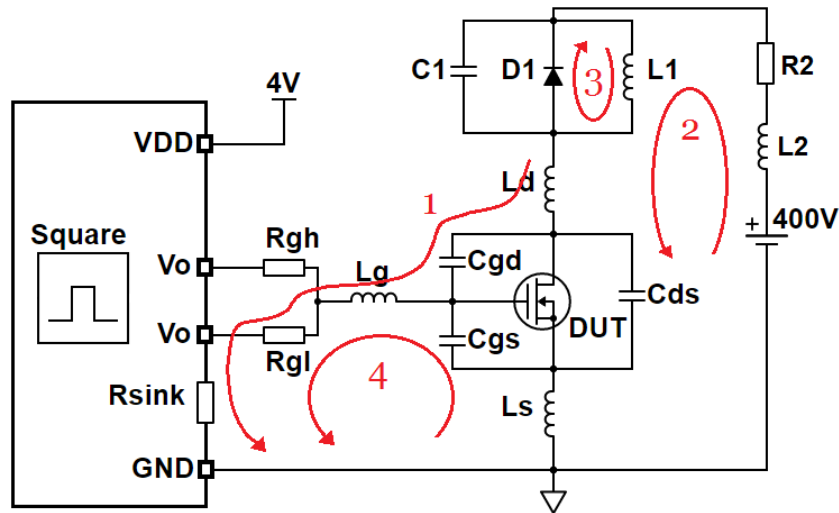 C1
D1
3
L1
R2
4V
VDD
2
L2
Ld
1
+
400V
Square
Rgh
Vo
Lg
Cgd
Cds
Vo
DUT
Cgs
Rgl
4
Rsink
Ls
GND